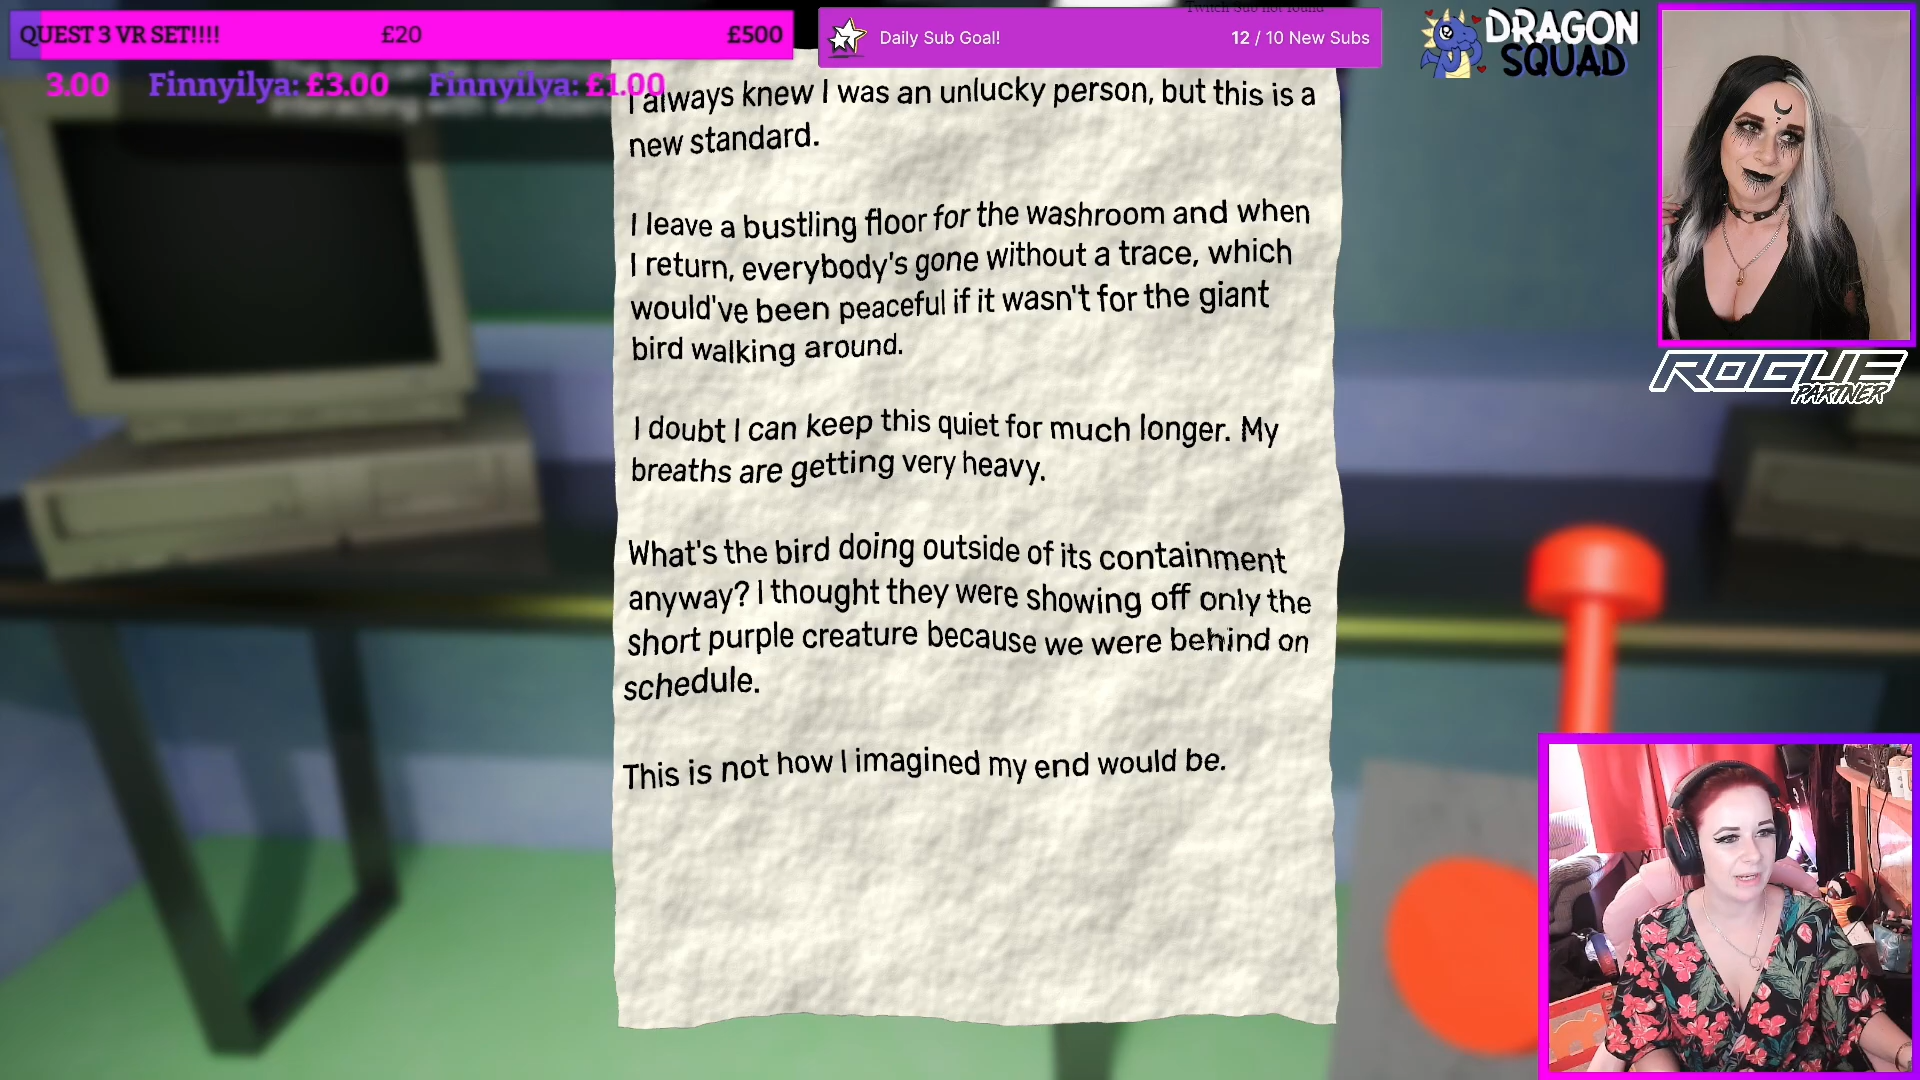 QUEST 3 VR SET!!!! £20 £500
Twitch Sub not found
Daily Sub Goal! 12 / 10 New Subs
DRAGON
SQUAD
3.00 Finnyilya: £3.00 Finnyilya: £1.00
I always knew I was an unlucky person, but this is a
new standard.
I leave a bustling floor for the washroom and when
I return, everybody's gone without a trace, which
would've been peaceful if it wasn't for the giant
bird walking around.
I doubt I can keep this quiet for much longer. My
breaths are getting very heavy.
What's the bird doing outside of its containment
anyway? I thought they were showing off only the
short purple creature because we were behind on
schedule.
This is not how I imagined my end would be.
ROGUE
PARTNER